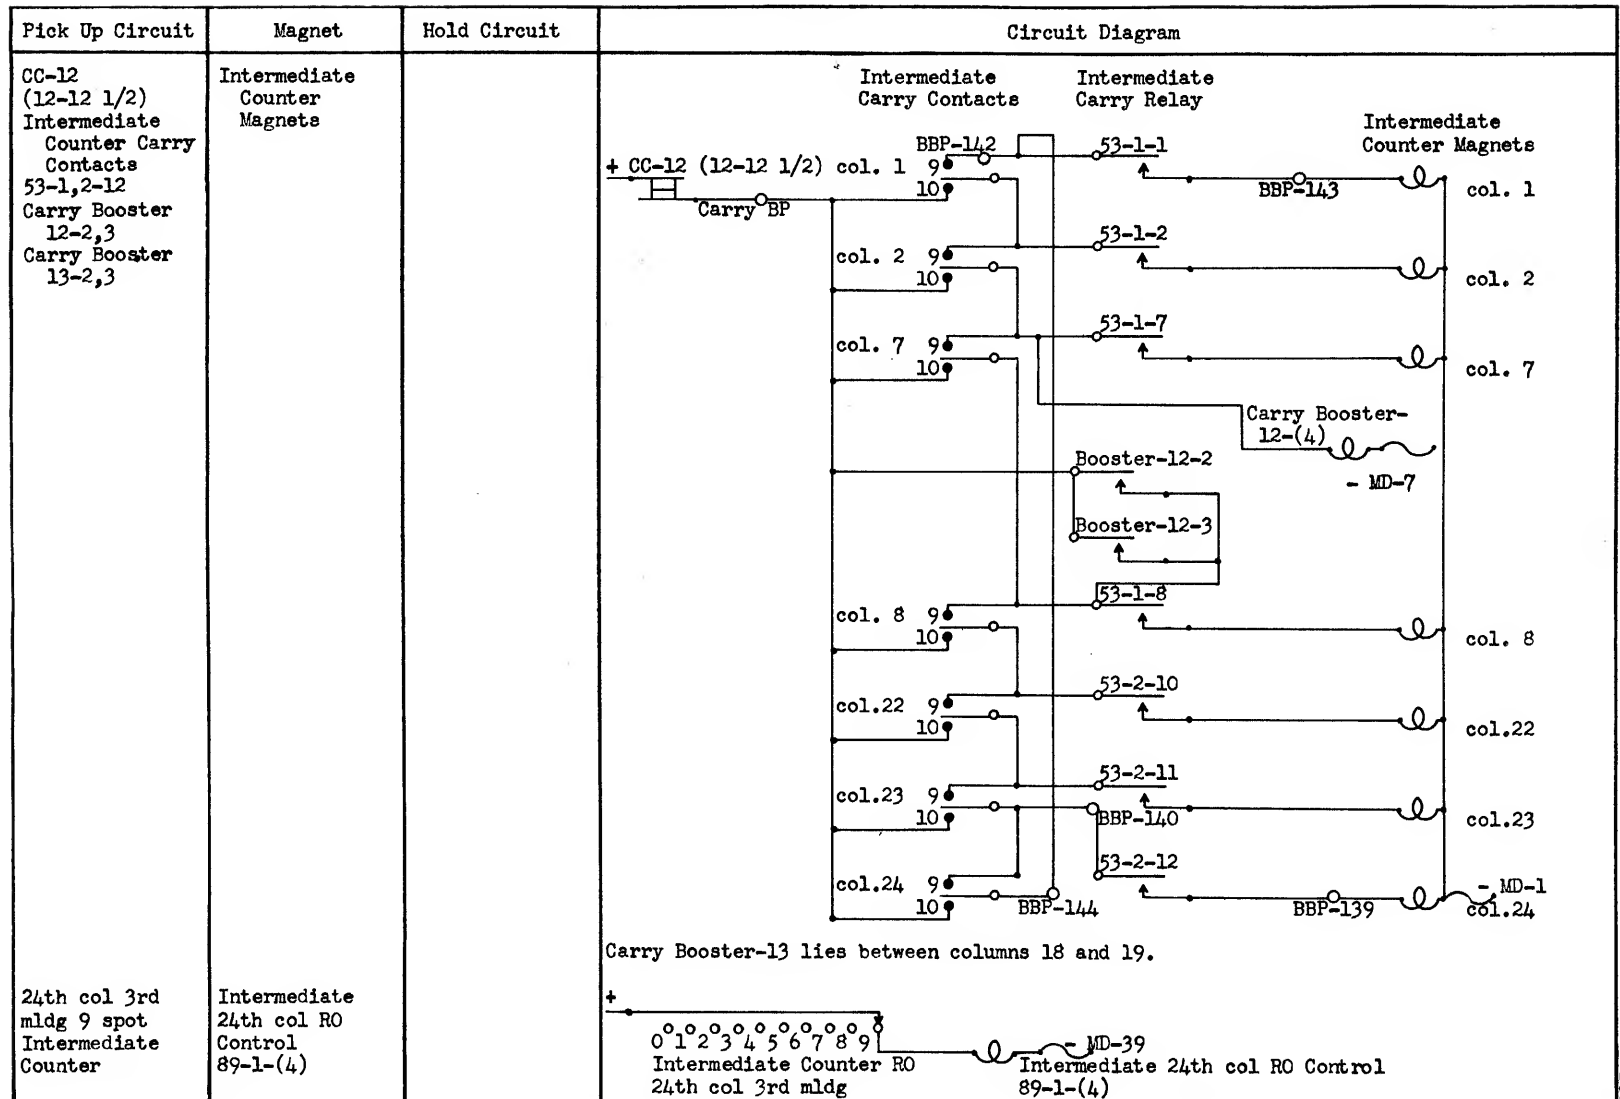 Pick Up Circuit
Magnet
Hold Circuit
Circuit Diagram
CC-12
(12-12 1/2)
Intermediate
Counter Carry
Contacts
53-1,2-12
Carry Booster
12-2,3
Carry Booster
13-2,3
Intermediate
Counter
Magnets
Intermediate
Carry Contacts
Intermediate
Carry Relay
Intermediate
Counter Magnets
+ CC-12 (12-12 1/2) col. 1 9
BBP-142
53-1-1
10
Carry BP
BBP-143
col. 1
col. 2 9
53-1-2
10
col. 2
col. 7 9
53-1-7
10
col. 7
Carry Booster-
12-(4)
- MD-7
Booster-12-2
Booster-12-3
col. 8 9
53-1-8
10
col. 8
col.22 9
53-2-10
10
col.22
col.23 9
53-2-11
10
BBP-140
col.23
col.24 9
53-2-12
10
BBP-144
BBP-139
- MD-1
col.24
Carry Booster-13 lies between columns 18 and 19.
24th col 3rd
mldg 9 spot
Intermediate
Counter
Intermediate
24th col RO
Control
89-1-(4)
+
0 1 2 3 4 5 6 7 8 9
- MD-39
Intermediate Counter RO
24th col 3rd mldg
Intermediate 24th col RO Control
89-1-(4)